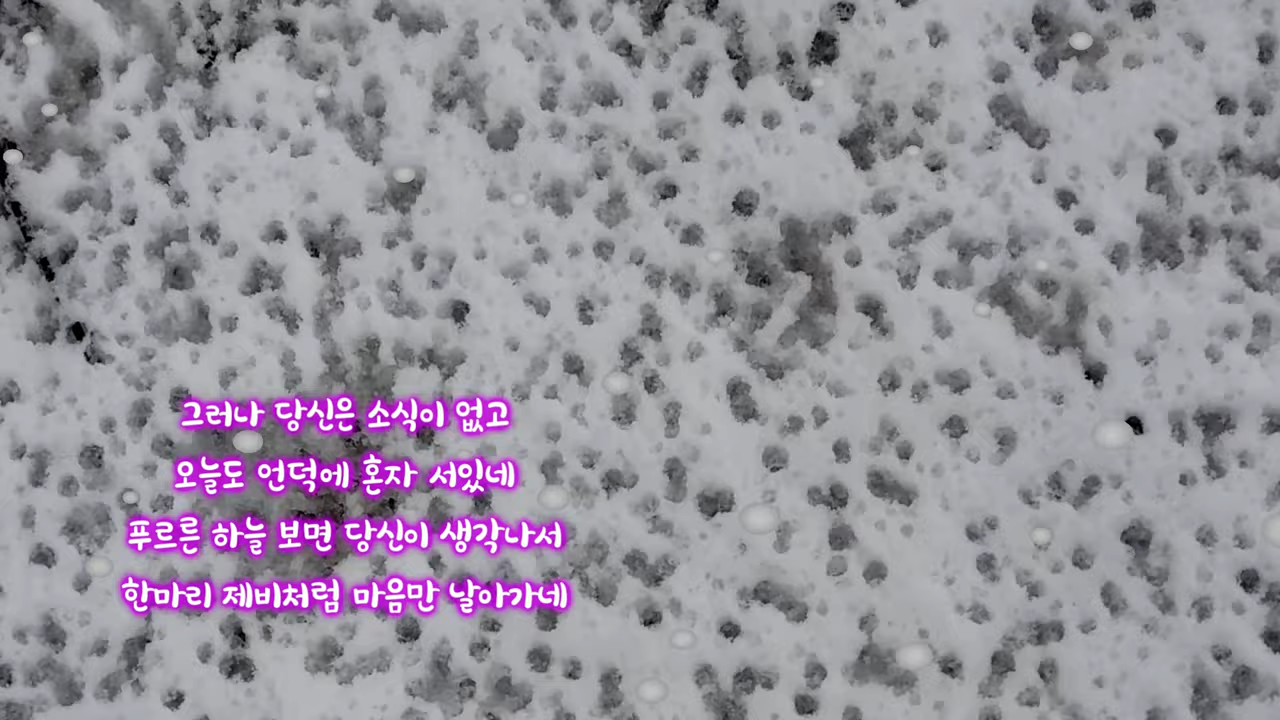 그러나 당신은 소식이 없고
오늘도 언덕에 혼자 서있네
푸르른 하늘 보면 당신이 생각나서
한마리 제비처럼 마음만 날아가네